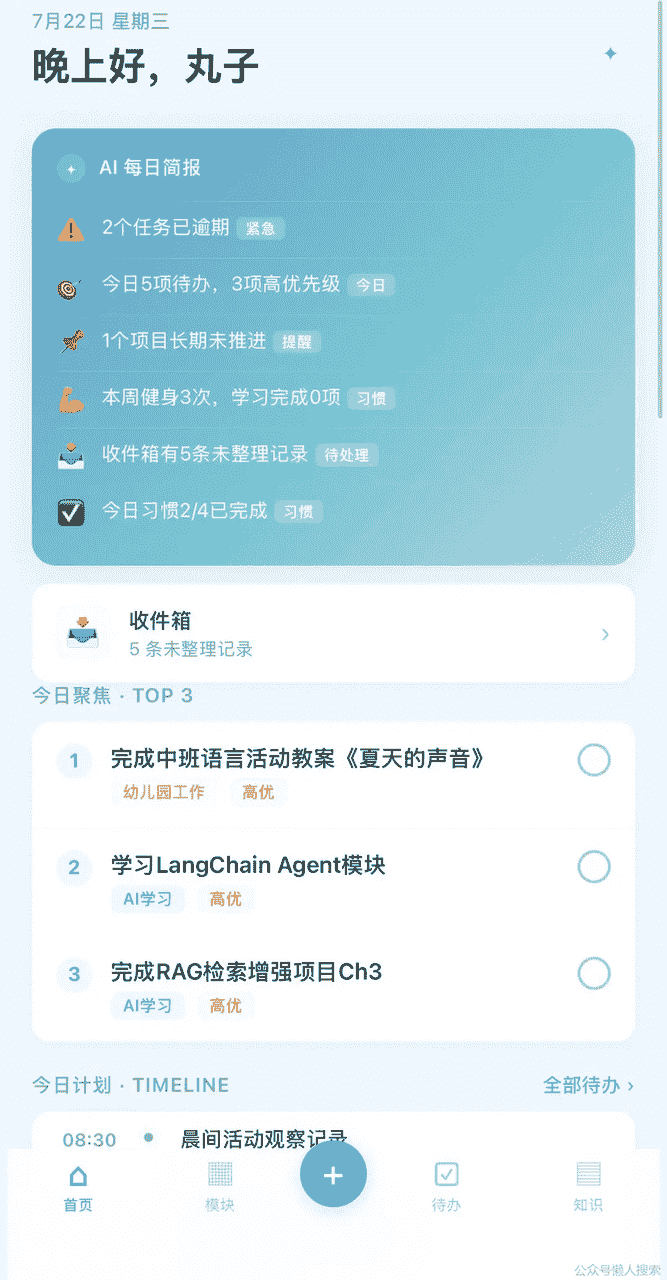 7月22日 星期三
晚上好，丸子
AI 每日简报
2个任务已逾期 紧急
今日5项待办，3项高优先级 今日
1个项目长期未推进 提醒
本周健身3次，学习完成0项 习惯
收件箱有5条未整理记录 待处理
今日习惯2/4已完成 习惯
收件箱
5 条未整理记录
今日聚焦 · TOP 3
1 完成中班语言活动教案《夏天的声音》
幼儿园工作 高优
2 学习LangChain Agent模块
AI学习 高优
3 完成RAG检索增强项目Ch3
AI学习 高优
今日计划 · TIMELINE 全部待办 ›
08:30 晨间活动观察记录
首页 模块 + 待办 知识
公众号懒人搜索